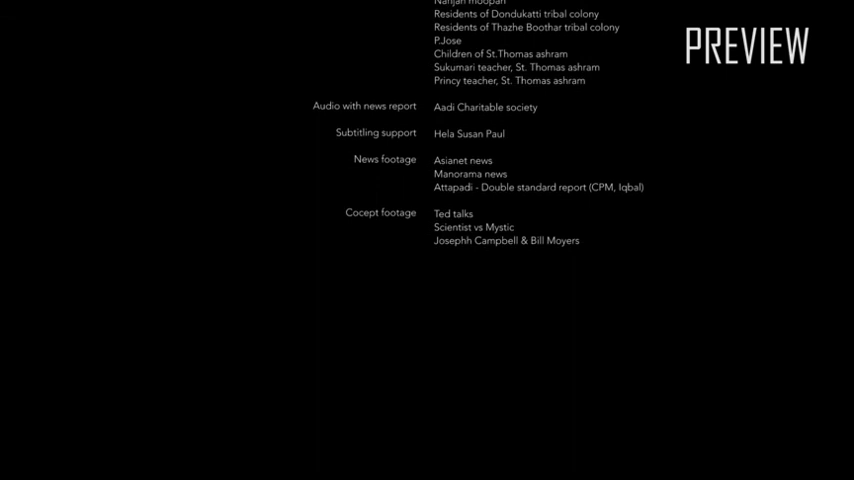 Nanjan moopan
Residents of Dondukatti tribal colony
Residents of Thazhe Boothar tribal colony
PREVIEW
P.Jose
Children of St.Thomas ashram
Sukumari teacher, St. Thomas ashram
Princy teacher, St. Thomas ashram
Audio with news report Aadi Charitable society
Subtitling support Hela Susan Paul
News footage Asianet news
Manorama news
Attapadi - Double standard report (CPM, Iqbal)
Cocept footage Ted talks
Scientist vs Mystic
Josephh Campbell & Bill Moyers